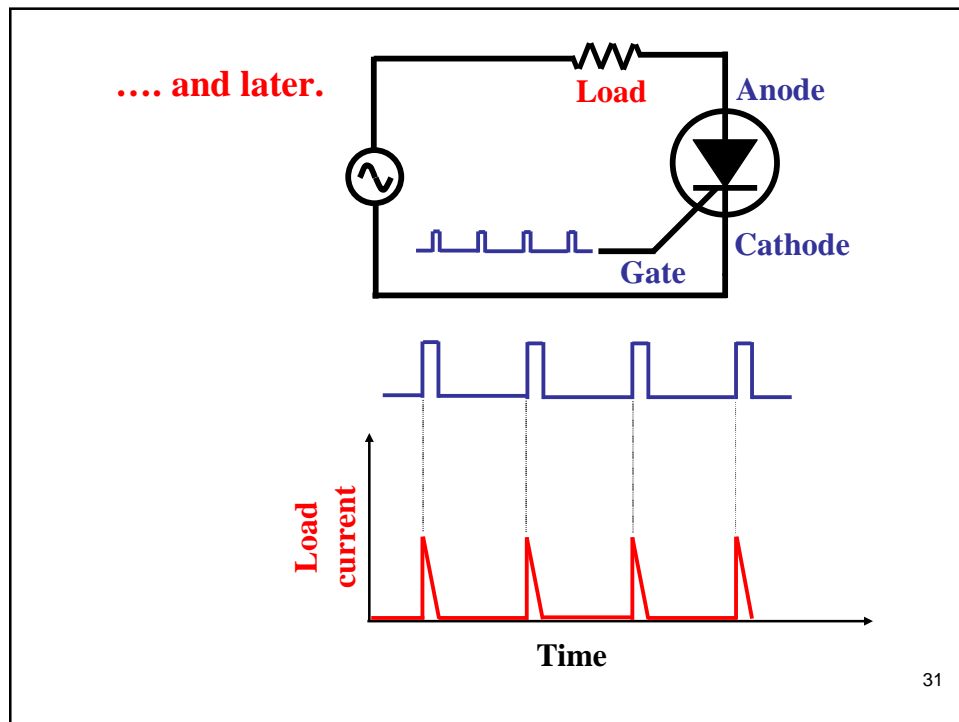 …. and later.
Load
Anode
Cathode
Gate
Load
current
Time
31